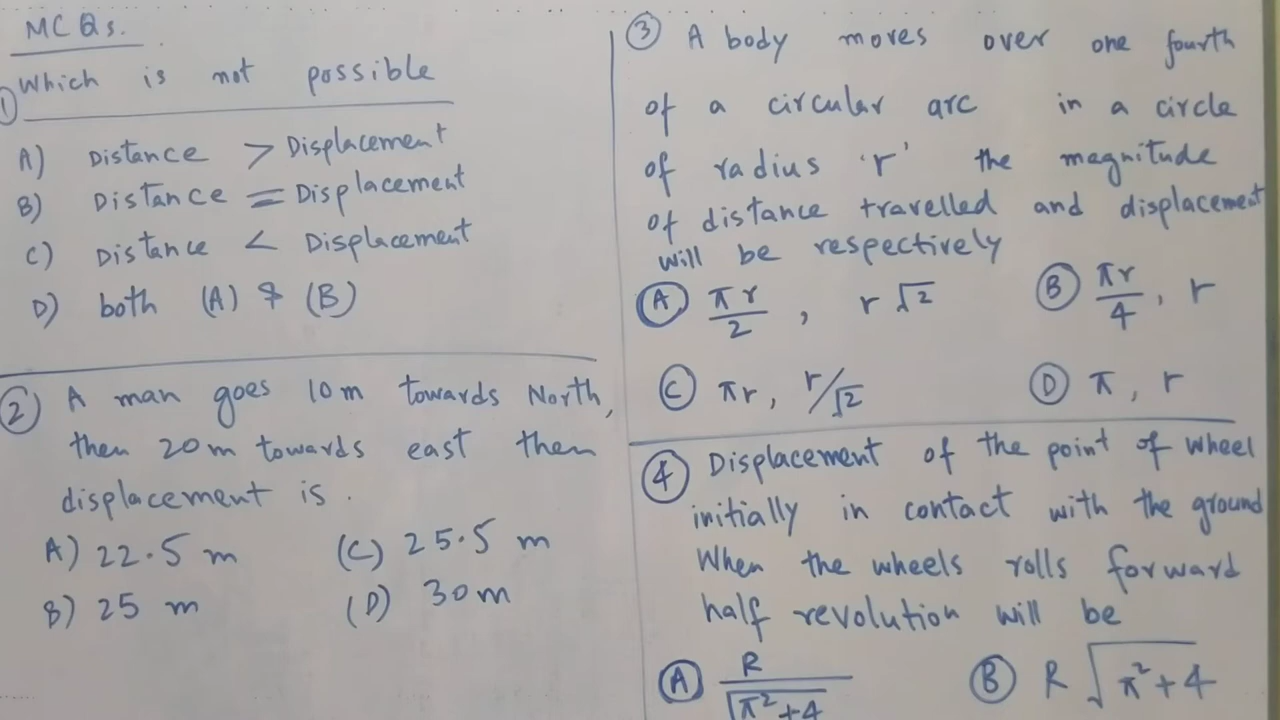 MCQs.
① Which is not possible
A) Distance > Displacement
B) Distance = Displacement
C) Distance < Displacement
D) both (A) & (B)
② A man goes 10m towards North,
then 20m towards east then
displacement is.
A) 22.5 m (C) 25.5 m
B) 25 m (D) 30m
③ A body moves over one fourth
of a circular arc in a circle
of radius 'r' the magnitude
of distance travelled and displacement
will be respectively
Ⓐ πr/2, r√2 Ⓑ πr/4, r
Ⓒ πr, r/√2 Ⓓ π, r
④ Displacement of the point of wheel
initially in contact with the ground
When the wheels rolls forward
half revolution will be
Ⓐ R/√(π²+4) Ⓑ R√(π²+4)